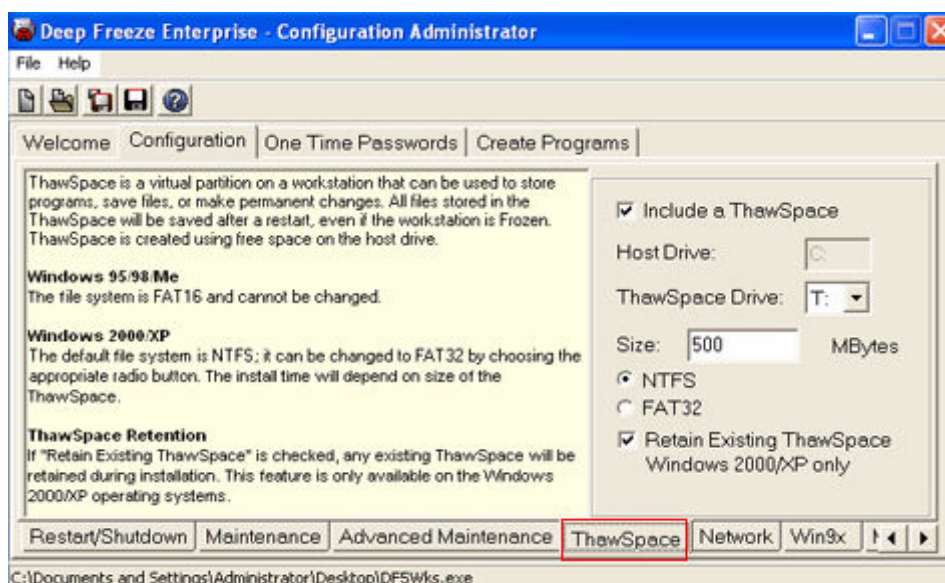 Deep Freeze Enterprise - Configuration Administrator
File Help
Welcome Configuration One Time Passwords Create Programs
ThawSpace is a virtual partition on a workstation that can be used to store
programs, save files, or make permanent changes. All files stored in the
ThawSpace will be saved after a restart, even if the workstation is Frozen.
ThawSpace is created using free space on the host drive.
Windows 95/98/Me
The file system is FAT16 and cannot be changed.
Windows 2000/XP
The default file system is NTFS; it can be changed to FAT32 by choosing the
appropriate radio button. The install time will depend on size of the
ThawSpace.
ThawSpace Retention
If "Retain Existing ThawSpace" is checked, any existing ThawSpace will be
retained during installation. This feature is only available on the Windows
2000/XP operating systems.
Include a ThawSpace
Host Drive: C:
ThawSpace Drive: T:
Size: 500 MBytes
NTFS
FAT32
Retain Existing ThawSpace
Windows 2000/XP only
Restart/Shutdown Maintenance Advanced Maintenance ThawSpace Network Win9x
C:\Documents and Settings\Administrator\Desktop\DF5Wks.exe